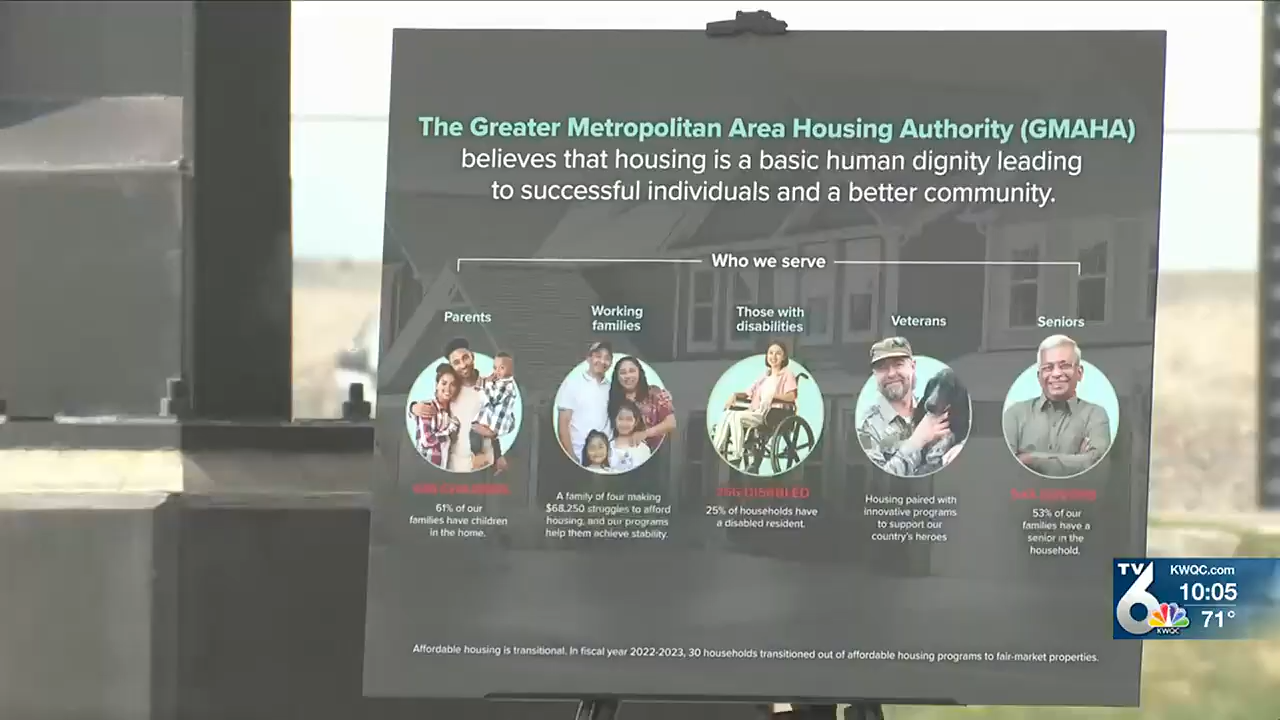 The Greater Metropolitan Area Housing Authority (GMAHA)
believes that housing is a basic human dignity leading
to successful individuals and a better community.
Who we serve
Parents
61% of our
families have children
in the home.
Working
families
A family of four making
$68,250 struggles to afford
housing, and our programs
help them achieve stability.
Those with
disabilities
DISABLED
25% of households have
a disabled resident.
Veterans
Housing paired with
innovative programs
to support our
country's heroes
Seniors
53% of our
families have a
senior in the
household.
Affordable housing is transitional. In fiscal year 2022-2023, 30 households transitioned out of affordable housing programs to fair-market properties.
TV6
KWQC
KWQC.com
10:05
71°